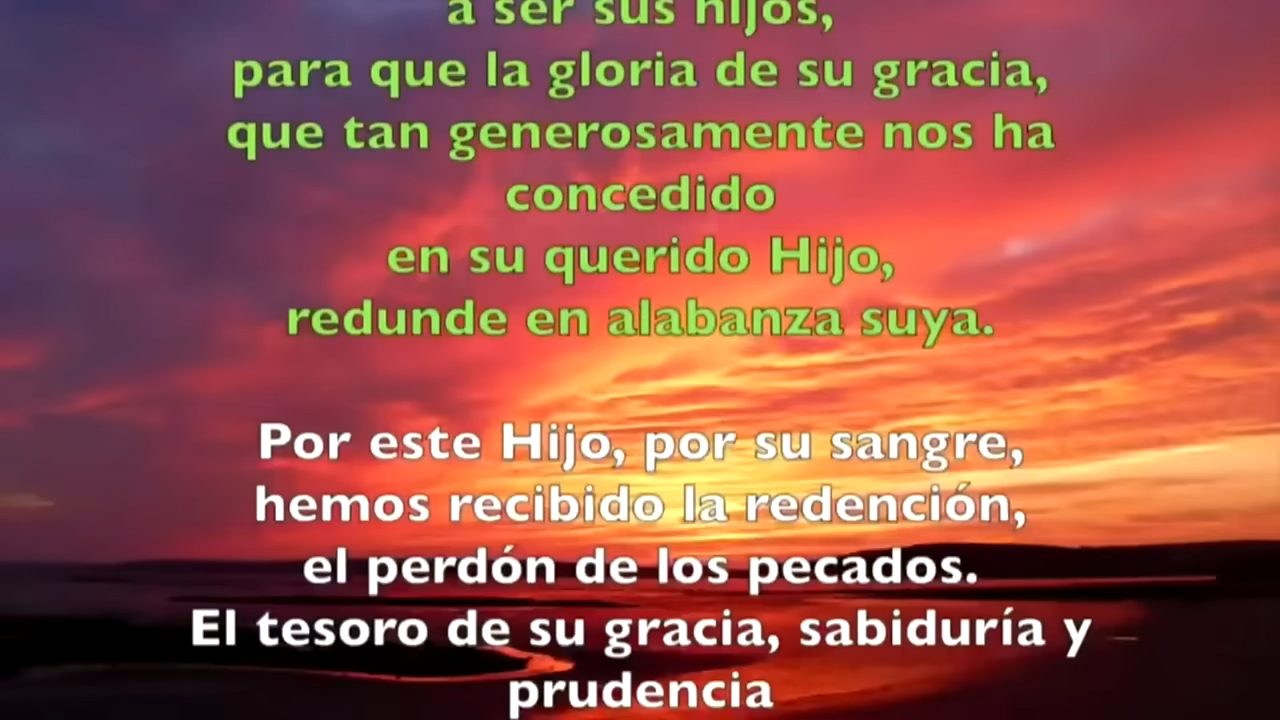 a ser sus hijos,
para que la gloria de su gracia,
que tan generosamente nos ha
concedido
en su querido Hijo,
redunde en alabanza suya.
Por este Hijo, por su sangre,
hemos recibido la redención,
el perdón de los pecados.
El tesoro de su gracia, sabiduría y
prudencia